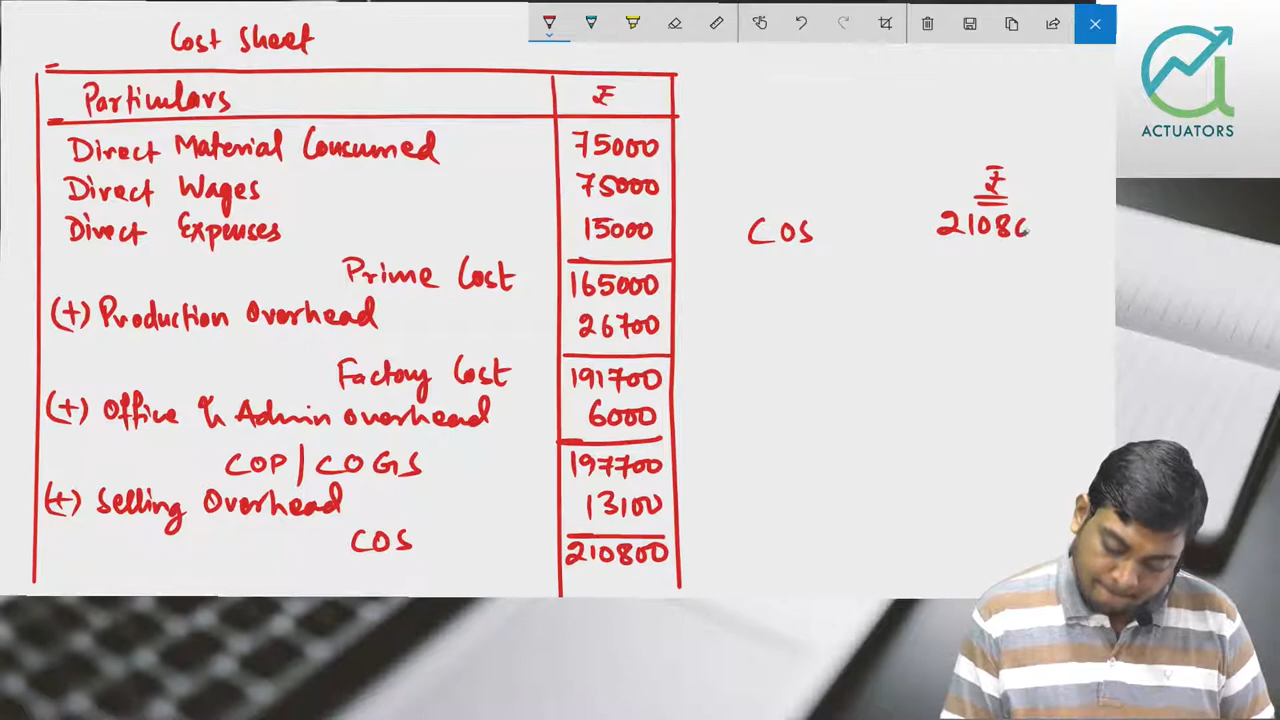 Cost Sheet
Particulars ₹
Direct Material Consumed 75000
Direct Wages 75000
Direct Expenses 15000
Prime Cost 165000
(+) Production Overhead 26700
Factory Cost 191700
(+) Office & Admin overhead 6000
COP/COGS 197700
(+) Selling Overhead 13100
COS 210800
₹
COS 2108
ACTUATORS